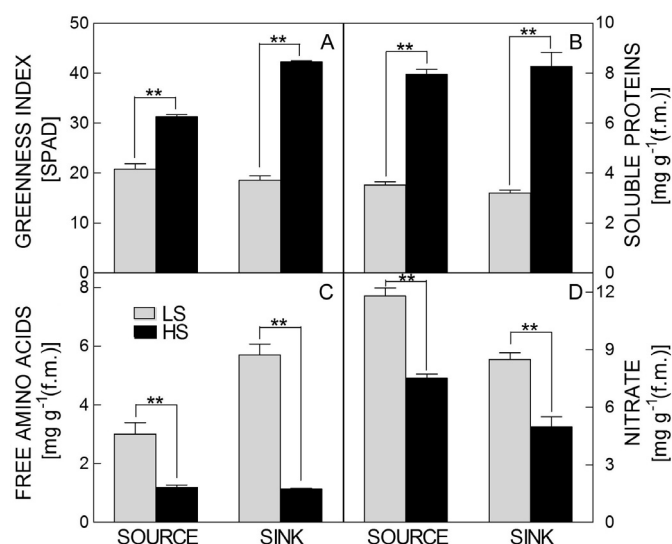 50
40
30
20
10
0
GREENNESS INDEX
[SPAD]
A
**
**
B
**
**
10
8
6
4
2
0
SOLUBLE PROTEINS
[mg g⁻¹(f.m.)]
8
6
4
2
0
FREE AMINO ACIDS
[mg g⁻¹(f.m.)]
C
LS
HS
**
**
D
**
**
12
9
6
3
0
NITRATE
[mg g⁻¹(f.m.)]
SOURCE SINK SOURCE SINK